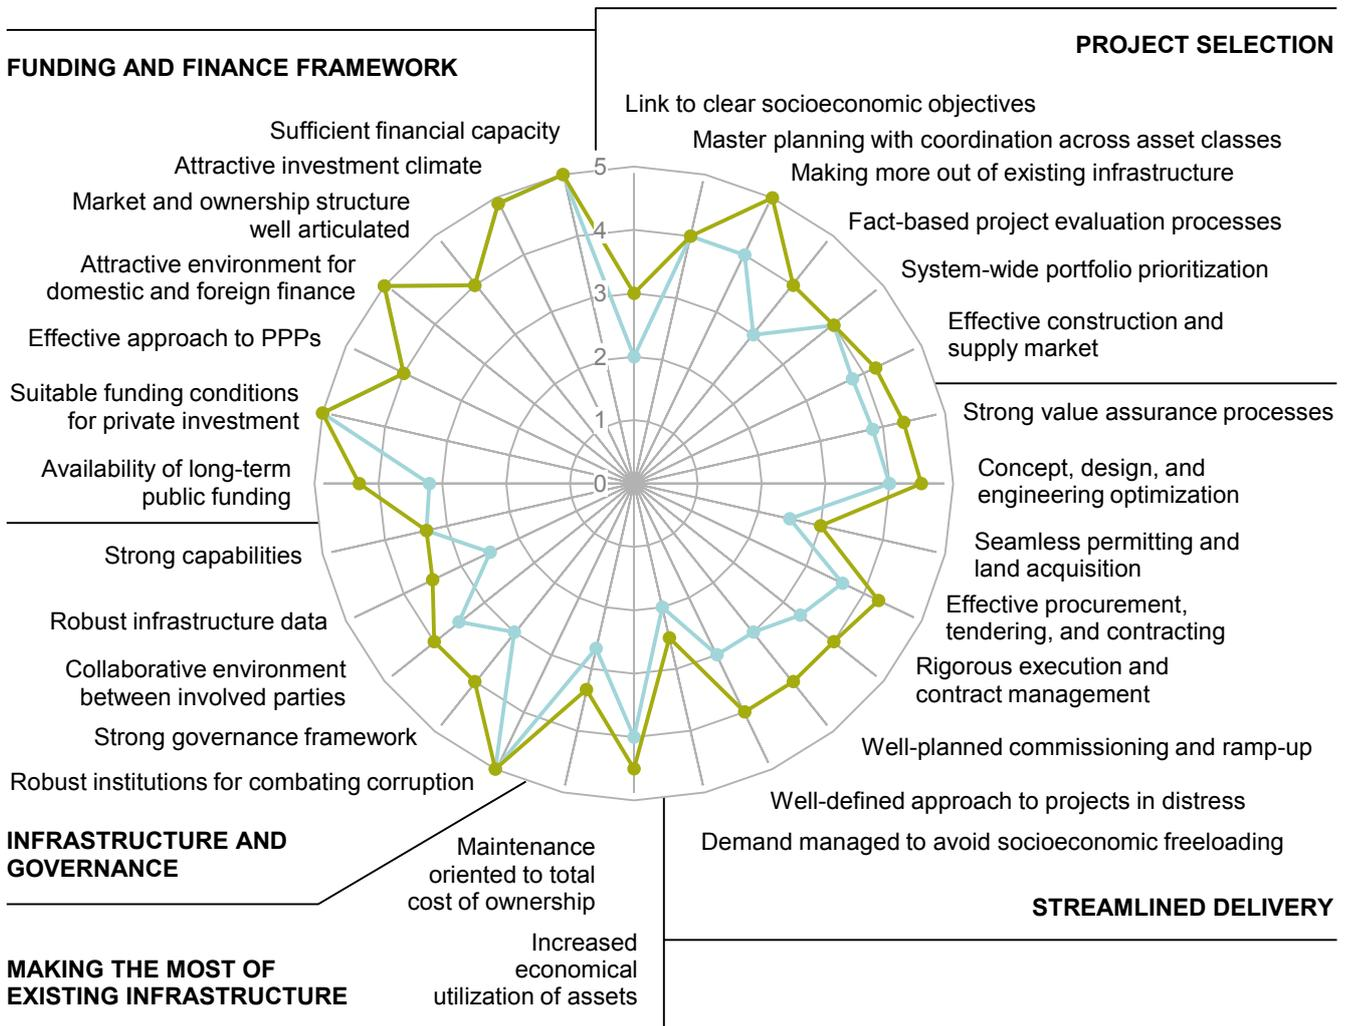 FUNDING AND FINANCE FRAMEWORK
PROJECT SELECTION
Link to clear socioeconomic objectives
Master planning with coordination across asset classes
Making more out of existing infrastructure
Fact-based project evaluation processes
System-wide portfolio prioritization
Effective construction and
supply market
Strong value assurance processes
Concept, design, and
engineering optimization
Seamless permitting and
land acquisition
Effective procurement,
tendering, and contracting
Rigorous execution and
contract management
Well-planned commissioning and ramp-up
Well-defined approach to projects in distress
Demand managed to avoid socioeconomic freeloading
STREAMLINED DELIVERY
Sufficient financial capacity
Attractive investment climate
Market and ownership structure
well articulated
Attractive environment for
domestic and foreign finance
Effective approach to PPPs
Suitable funding conditions
for private investment
Availability of long-term
public funding
Strong capabilities
Robust infrastructure data
Collaborative environment
between involved parties
Strong governance framework
Robust institutions for combating corruption
INFRASTRUCTURE AND
GOVERNANCE
Maintenance
oriented to total
cost of ownership
Increased
economical
utilization of assets
MAKING THE MOST OF
EXISTING INFRASTRUCTURE
5
4
3
2
1
0